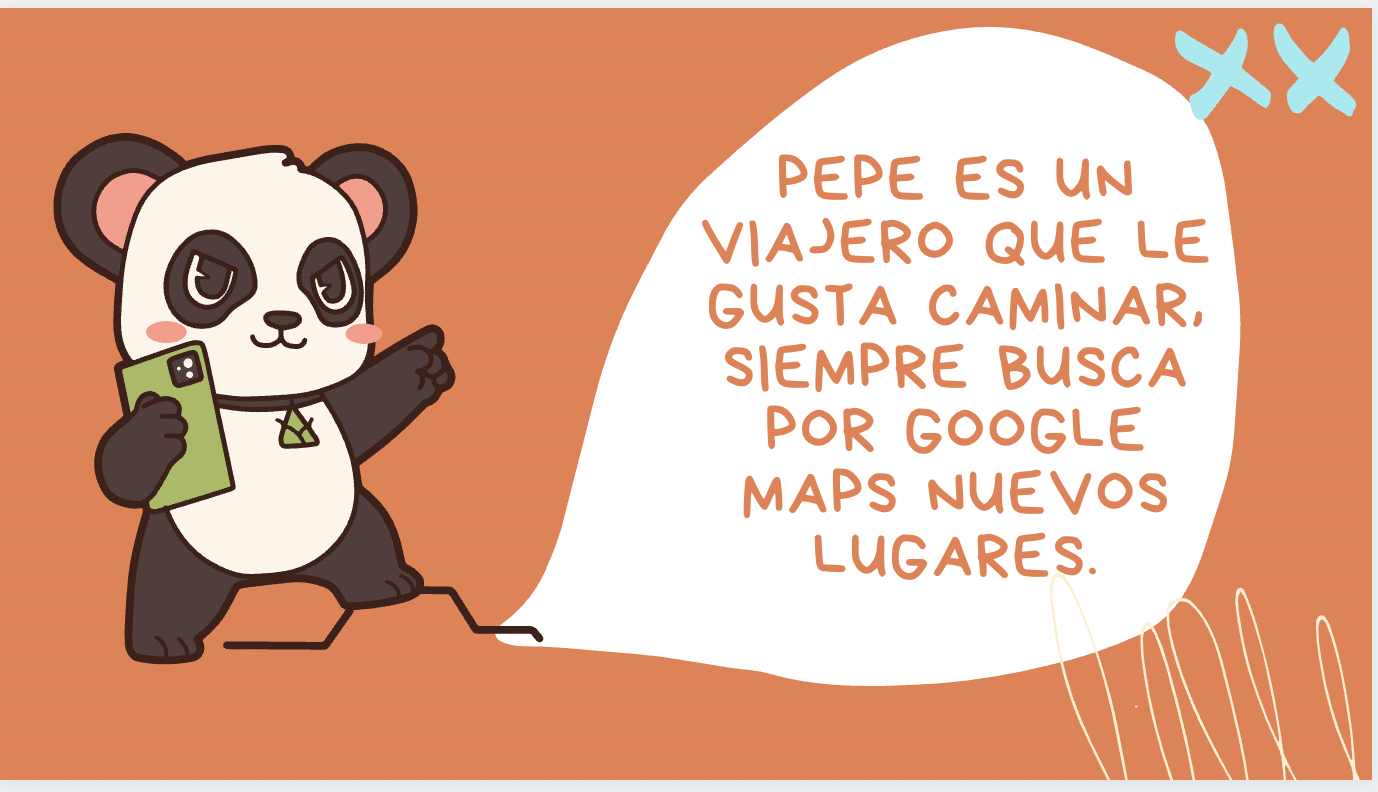 PEPE ES UN
VIAJERO QUE LE
GUSTA CAMINAR,
SIEMPRE BUSCA
POR GOOGLE
MAPS NUEVOS
LUGARES.